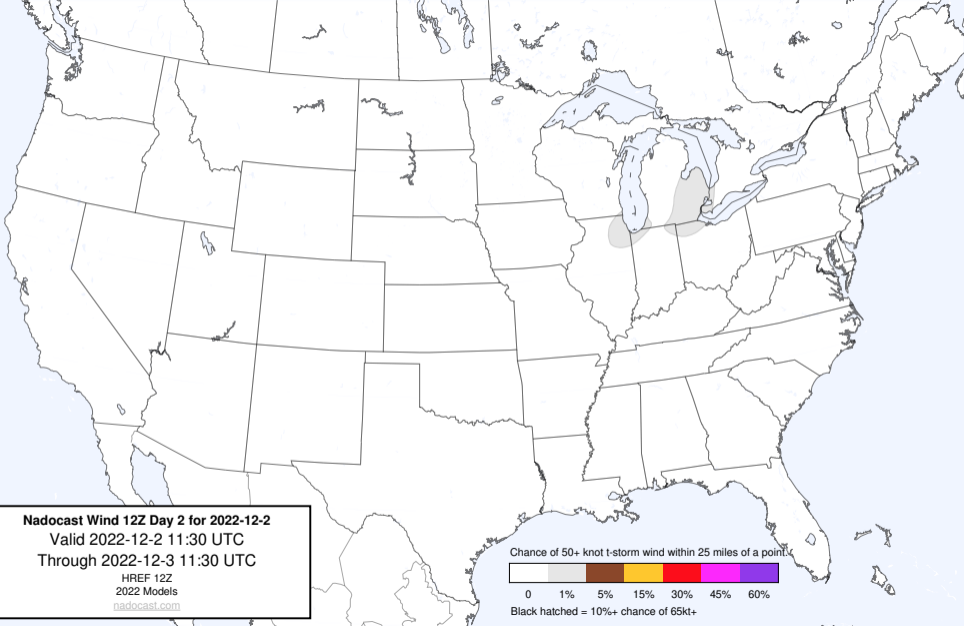 Nadocast Wind 12Z Day 2 for 2022-12-2
Valid 2022-12-2 11:30 UTC
Through 2022-12-3 11:30 UTC
HREF 12Z
2022 Models
nadocast.com
Chance of 50+ knot t-storm wind within 25 miles of a point.
0 1% 5% 15% 30% 45% 60%
Black hatched = 10%+ chance of 65kt+